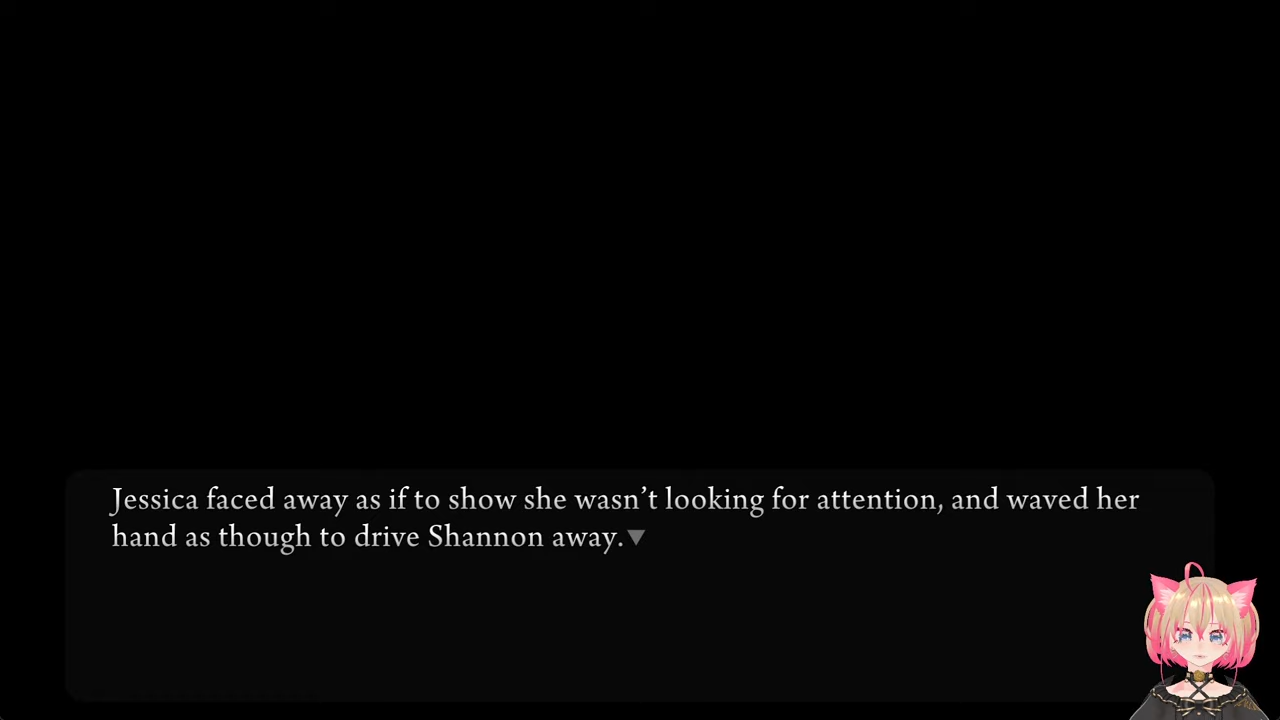 Jessica faced away as if to show she wasn’t looking for attention, and waved her
hand as though to drive Shannon away.▼